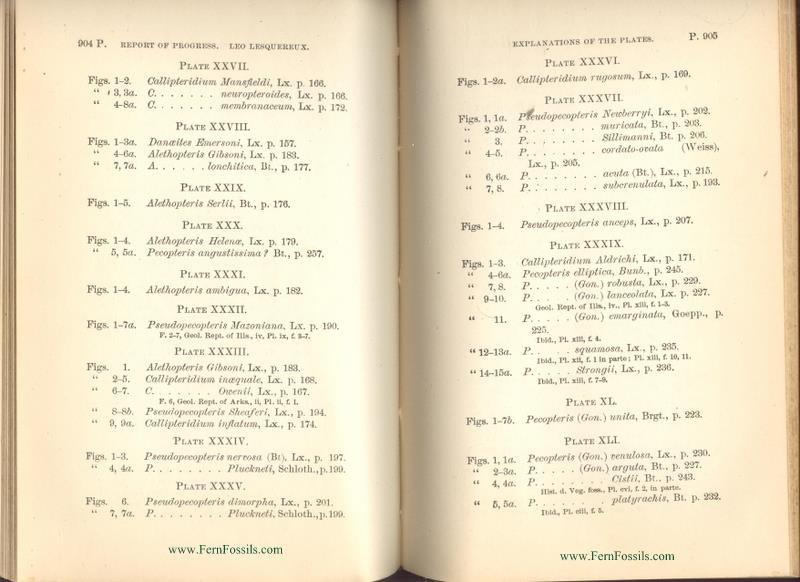 904 P. REPORT OF PROGRESS. LEO LESQUEREUX.
PLATE XXVII.
Figs. 1-2. Callipteridium Mansfieldi, Lx. p. 166.
“ 3, 3a. C. . . . . . . neuropteroides, Lx. p. 166.
“ 4-8a. C. . . . . . . membranaceum, Lx. p. 172.
PLATE XXVIII.
Figs. 1-3a. Danæites Emersoni, Lx. p. 157.
“ 4-6a. Alethopteris Gibsoni, Lx. p. 183.
“ 7, 7a. A. . . . . . lonchitica, Bt., p. 177.
PLATE XXIX.
Figs. 1-5. Alethopteris Serlii, Bt., p. 176.
PLATE XXX.
Figs. 1-4. Alethopteris Helenæ, Lx. p. 179.
“ 5, 5a. Pecopteris angustissima? Bt., p. 257.
PLATE XXXI.
Figs. 1-4. Alethopteris ambigua, Lx. p. 182.
PLATE XXXII.
Figs. 1-7a. Pseudopecopteris Mazoniana, Lx. p. 190.
F. 2-7, Geol. Rept. of Ills., iv, Pl. ix, f. 3-7.
PLATE XXXIII.
Figs. 1. Alethopteris Gibsoni, Lx., p. 183.
“ 2-5. Callipteridium inæquale, Lx. p. 168.
“ 6-7. C. . . . . . . Owenii, Lx., p. 167.
F. 6, Geol. Rept. of Arks., ii, Pl. ii, f. 1.
“ 8-8b. Pseudopecopteris Sheaferi, Lx., p. 194.
“ 9, 9a. Callipteridium inflatum, Lx., p. 174.
PLATE XXXIV.
Figs. 1-3. Pseudopecopteris nervosa (Bt), Lx., p. 197.
“ 4, 4a. P. . . . . . . . Pluckneti, Schloth., p. 199.
PLATE XXXV.
Figs. 6. Pseudopecopteris dimorpha, Lx., p. 201.
“ 7, 7a. P. . . . . . . . Pluckneti, Schloth., p. 199.
www.FernFossils.com
EXPLANATIONS OF THE PLATES. P. 905
PLATE XXXVI.
Figs. 1-2a. Callipteridium rugosum, Lx., p. 169.
PLATE XXXVII.
Figs. 1, 1a. Pseudopecopteris Newberryi, Lx., p. 202.
“ 2-2b. P. . . . . . . . muricata, Bt., p. 203.
“ 3. P. . . . . . . . Sillimanni, Bt. p. 206.
“ 4-5. P. . . . . . . . cordato-ovata (Weiss),
Lx., p. 205.
“ 6, 6a. P. . . . . . . . acuta (Bt.), Lx., p. 215.
“ 7, 8. P. . . . . . . . subcrenulata, Lx., p. 193.
PLATE XXXVIII.
Figs. 1-4. Pseudopecopteris anceps, Lx., p. 207.
PLATE XXXIX.
Figs. 1-3. Callipteridium Aldrichi, Lx., p. 171.
“ 4-6a. Pecopteris elliptica, Bunb., p. 245.
“ 7, 8. P. . . . . (Gon.) robusta, Lx., p. 229.
“ 9-10. P. . . . . (Gon.) lanceolata, Lx. p. 227.
Geol. Rept. of Ills., iv., Pl. xiii, f. 1-3.
“ 11. P. . . . . (Gon.) emarginata, Goepp., p.
225.
Ibid., Pl. xiii, f. 4.
“ 12-13a. P. . . . . squamosa, Lx., p. 235.
Ibid., Pl. xii, f. 1 in parte; Pl. xiii, f. 10, 11.
“ 14-15a. P. . . . . Strongii, Lx., p. 236.
Ibid., Pl. xiii, f. 7-9.
PLATE XL.
Figs. 1-7b. Pecopteris (Gon.) unita, Brgt., p. 223.
PLATE XLI.
Figs. 1, 1a. Pecopteris (Gon.) venulosa, Lx., p. 230.
“ 2-3a. P. . . . . (Gon.) arguta, Bt., p. 227.
“ 4, 4a. P. . . . . . . . Cistii, Bt., p. 243.
Hist. d. Veg. foss., Pl. cvi, f. 2, in parte.
“ 5, 5a. P. . . . . . . platyrachis, Bt. p. 232.
Ibid., Pl. ciii, f. 5.
www.FernFossils.com